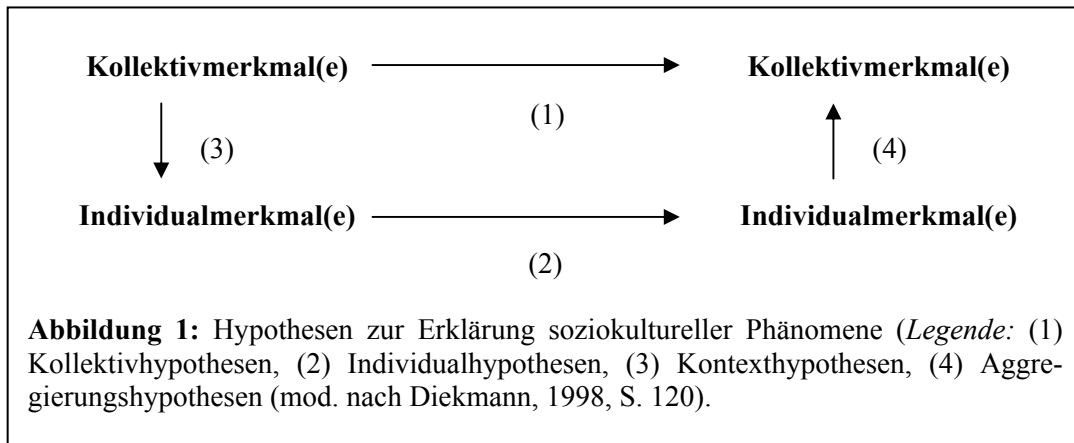 Kollektivmerkmal(e) Kollektivmerkmal(e)
(1)
(3) (4)
Individualmerkmal(e) Individualmerkmal(e)
(2)
Abbildung 1: Hypothesen zur Erklärung soziokultureller Phänomene (Legende: (1)
Kollektivhypothesen, (2) Individualhypothesen, (3) Kontexthypothesen, (4) Aggre-
gierungshypothesen (mod. nach Diekmann, 1998, S. 120).